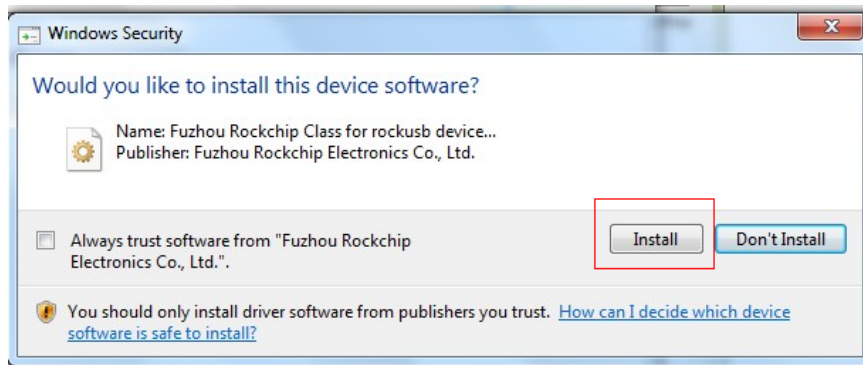 Windows Security
Would you like to install this device software?
Name: Fuzhou Rockchip Class for rockusb device...
Publisher: Fuzhou Rockchip Electronics Co., Ltd.
Always trust software from "Fuzhou Rockchip
Electronics Co., Ltd.".
Install
Don't Install
You should only install driver software from publishers you trust. How can I decide which device
software is safe to install?